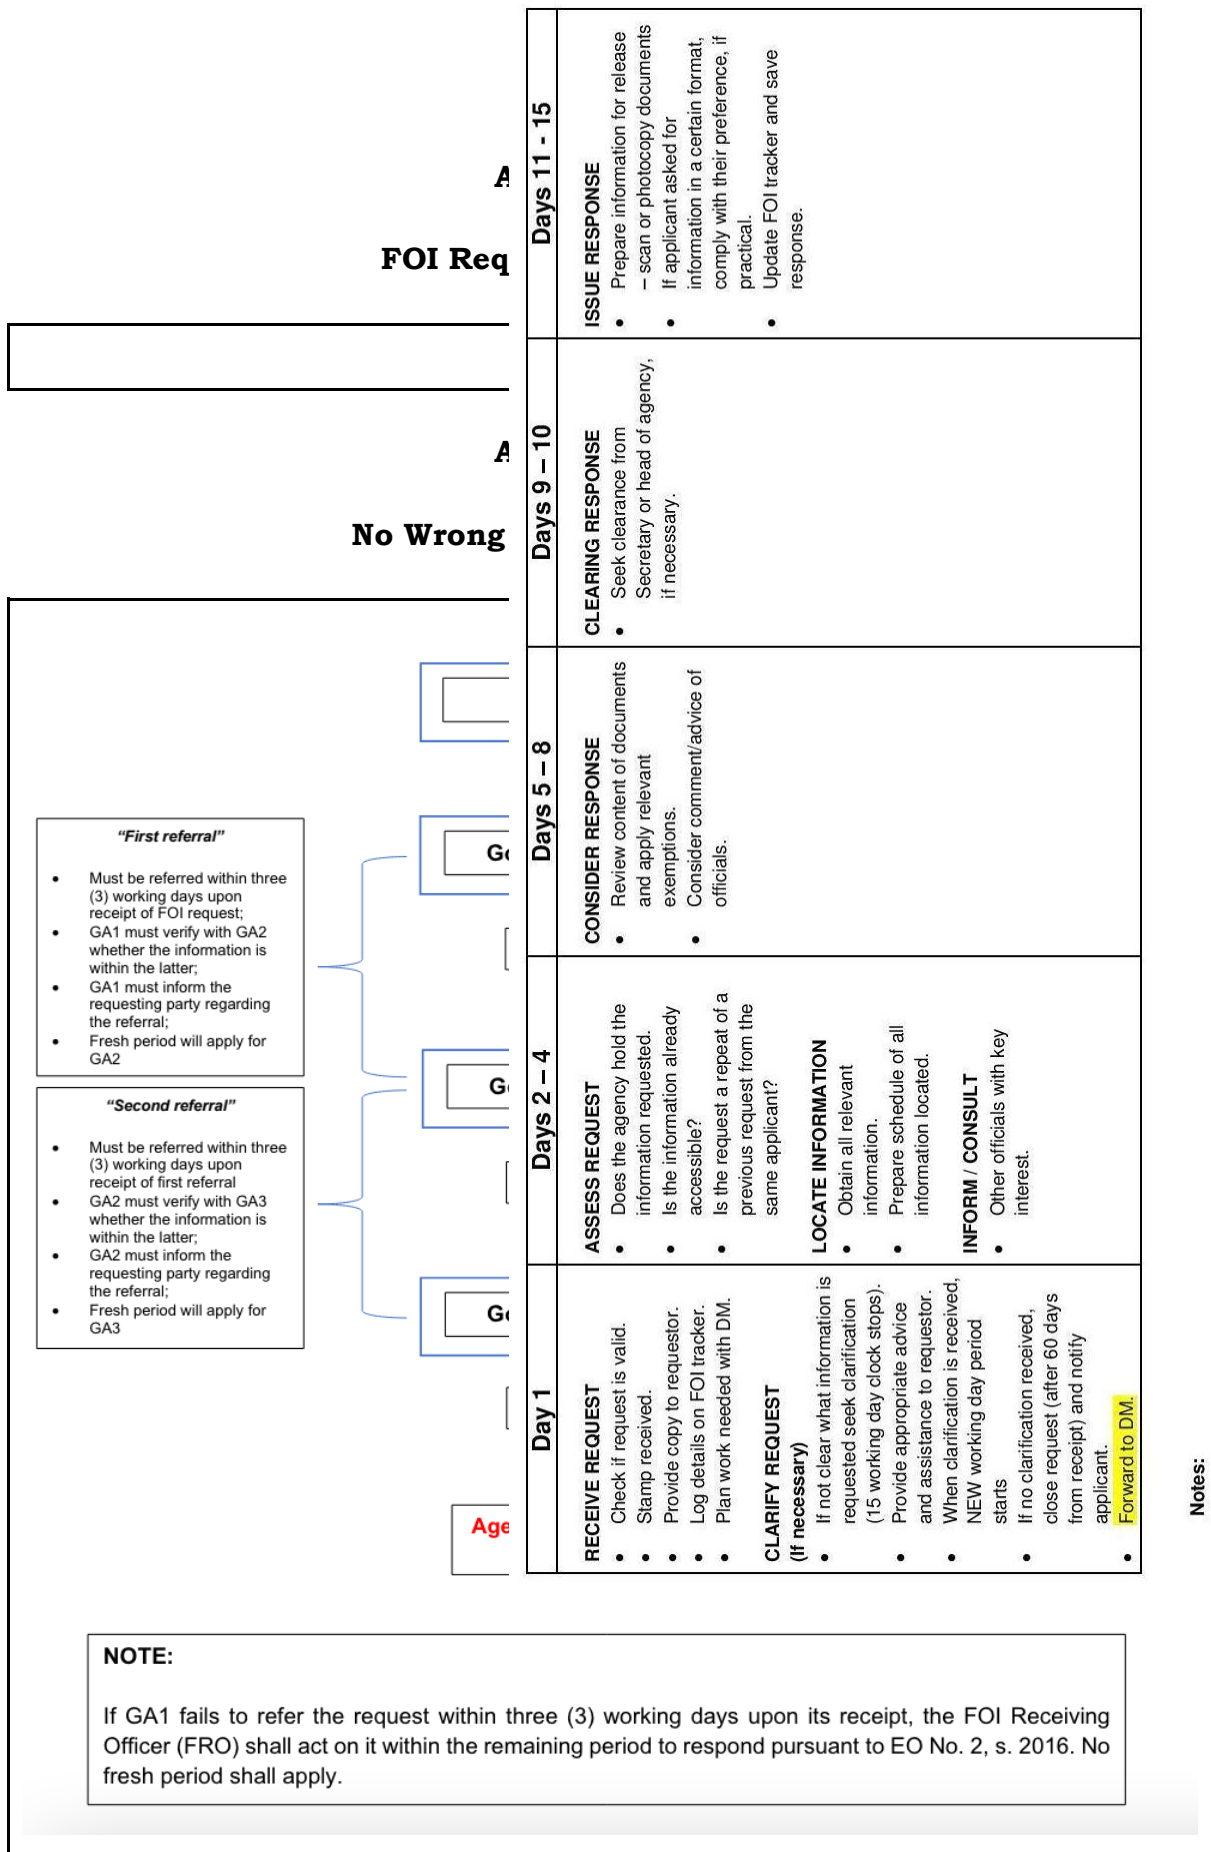 A
FOI Req
A
No Wrong
“First referral”
• Must be referred within three
(3) working days upon
receipt of FOI request;
• GA1 must verify with GA2
whether the information is
within the latter;
• GA1 must inform the
requesting party regarding
the referral;
• Fresh period will apply for
GA2
“Second referral”
• Must be referred within three
(3) working days upon
receipt of first referral
• GA2 must verify with GA3
whether the information is
within the latter;
• GA2 must inform the
requesting party regarding
the referral;
• Fresh period will apply for
GA3
Go
G
Go
Age
Day 1
RECEIVE REQUEST
• Check if request is valid.
• Stamp received.
• Provide copy to requestor.
• Log details on FOI tracker.
• Plan work needed with DM.
CLARIFY REQUEST
(If necessary)
• If not clear what information is
requested seek clarification
(15 working day clock stops).
• Provide appropriate advice
and assistance to requestor.
• When clarification is received,
NEW working day period
starts
• If no clarification received,
close request (after 60 days
from receipt) and notify
applicant.
• Forward to DM.
Days 2 – 4
ASSESS REQUEST
• Does the agency hold the
information requested.
• Is the information already
accessible?
• Is the request a repeat of a
previous request from the
same applicant?
LOCATE INFORMATION
• Obtain all relevant
information.
• Prepare schedule of all
information located.
INFORM / CONSULT
• Other officials with key
interest.
Days 5 – 8
CONSIDER RESPONSE
• Review content of documents
and apply relevant
exemptions.
• Consider comment/advice of
officials.
Days 9 – 10
CLEARING RESPONSE
• Seek clearance from
Secretary or head of agency,
if necessary.
Days 11 - 15
ISSUE RESPONSE
• Prepare information for release
– scan or photocopy documents
• If applicant asked for
information in a certain format,
comply with their preference, if
practical.
• Update FOI tracker and save
response.
Notes:
NOTE:
If GA1 fails to refer the request within three (3) working days upon its receipt, the FOI Receiving
Officer (FRO) shall act on it within the remaining period to respond pursuant to EO No. 2, s. 2016. No
fresh period shall apply.